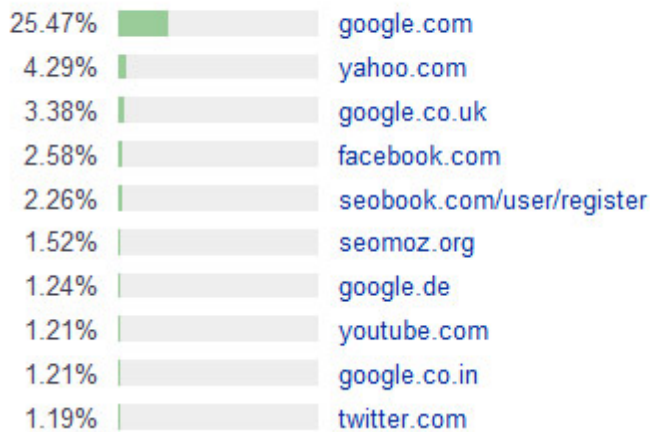 25.47% google.com
4.29% yahoo.com
3.38% google.co.uk
2.58% facebook.com
2.26% seobook.com/user/register
1.52% seomoz.org
1.24% google.de
1.21% youtube.com
1.21% google.co.in
1.19% twitter.com